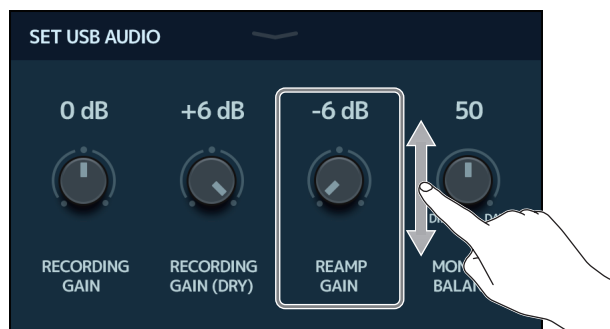 SET USB AUDIO
0 dB
+6 dB
-6 dB
50
RECORDING
GAIN
RECORDING
GAIN (DRY)
REAMP
GAIN